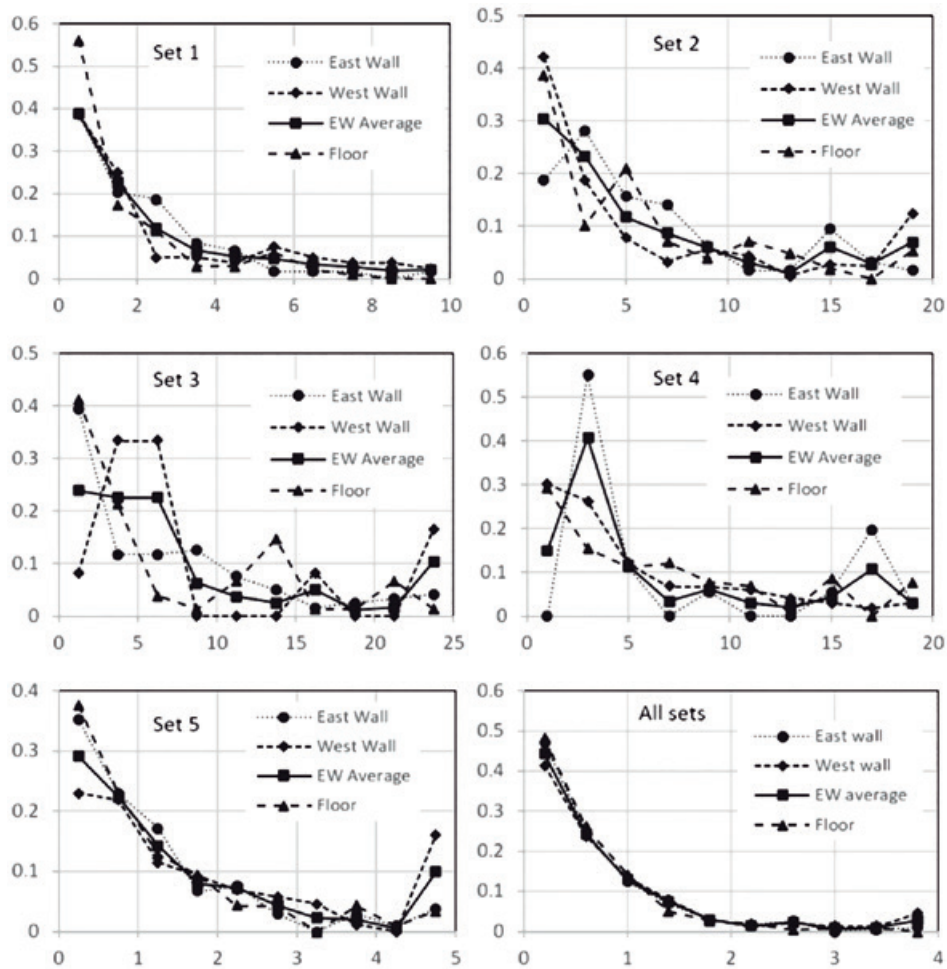 0.6
0.5
0.4
0.3
0.2
0.1
0
0 2 4 6 8 10
Set 1
East Wall
West Wall
EW Average
Floor
0.5
0.4
0.3
0.2
0.1
0
0 5 10 15 20
Set 2
East Wall
West Wall
EW Average
Floor
0.5
0.4
0.3
0.2
0.1
0
0 5 10 15 20 25
Set 3
East Wall
West Wall
EW Average
Floor
0.6
0.5
0.4
0.3
0.2
0.1
0
0 5 10 15 20
Set 4
East Wall
West Wall
EW Average
Floor
0.4
0.3
0.2
0.1
0
0 1 2 3 4 5
Set 5
East Wall
West Wall
EW Average
Floor
0.6
0.5
0.4
0.3
0.2
0.1
0
0 1 2 3 4
All sets
East wall
West wall
EW average
Floor